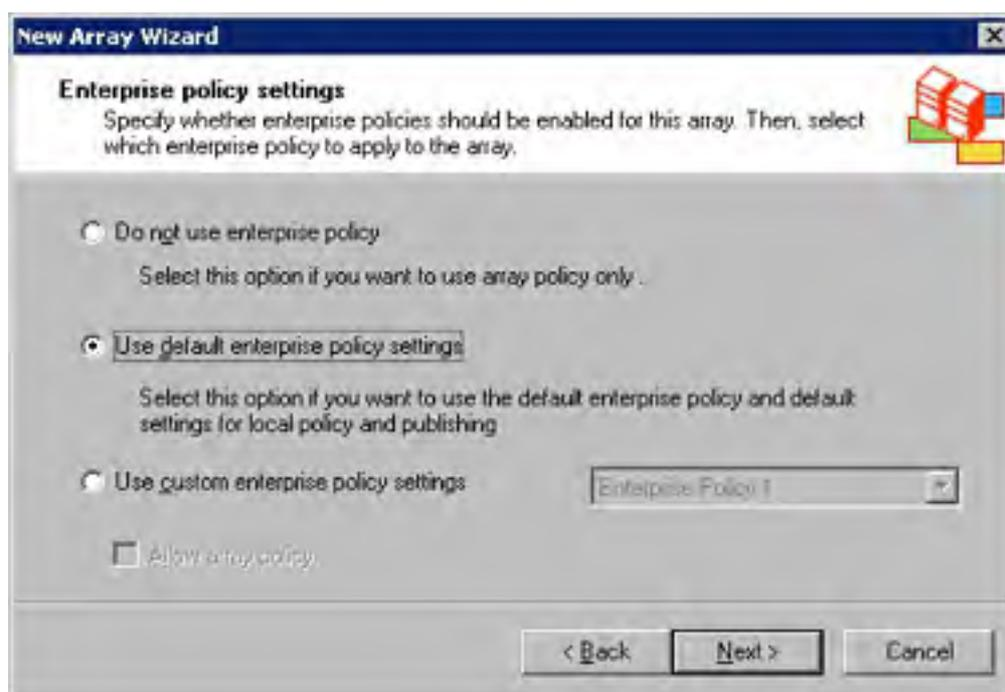 New Array Wizard
Enterprise policy settings
Specify whether enterprise policies should be enabled for this array. Then, select
which enterprise policy to apply to the array.
Do not use enterprise policy
Select this option if you want to use array policy only .
Use default enterprise policy settings
Select this option if you want to use the default enterprise policy and default
settings for local policy and publishing
Use custom enterprise policy settings
Enterprise Policy 1
Allow array policy
< Back
Next >
Cancel